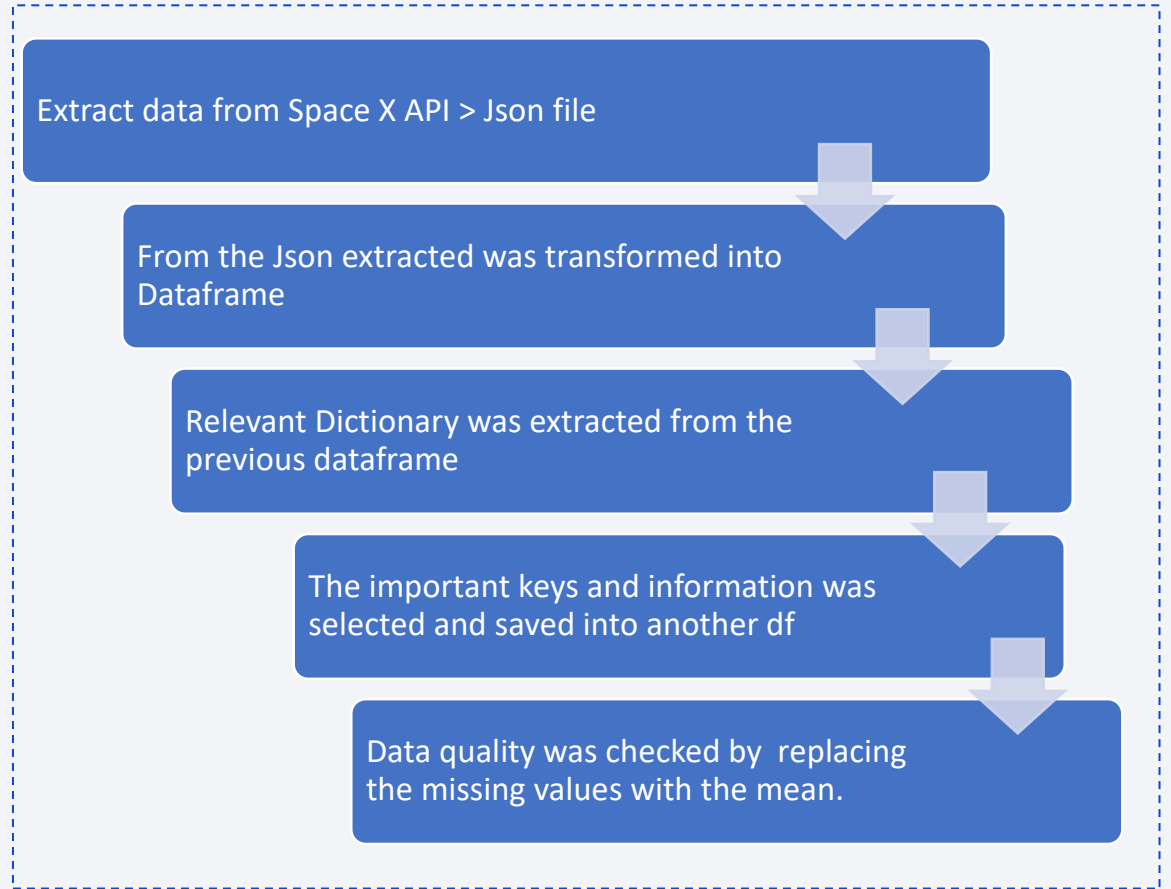 Extract data from Space X API > Json file
From the Json extracted was transformed into
Dataframe
Relevant Dictionary was extracted from the
previous dataframe
The important keys and information was
selected and saved into another df
Data quality was checked by  replacing
the missing values with the mean.